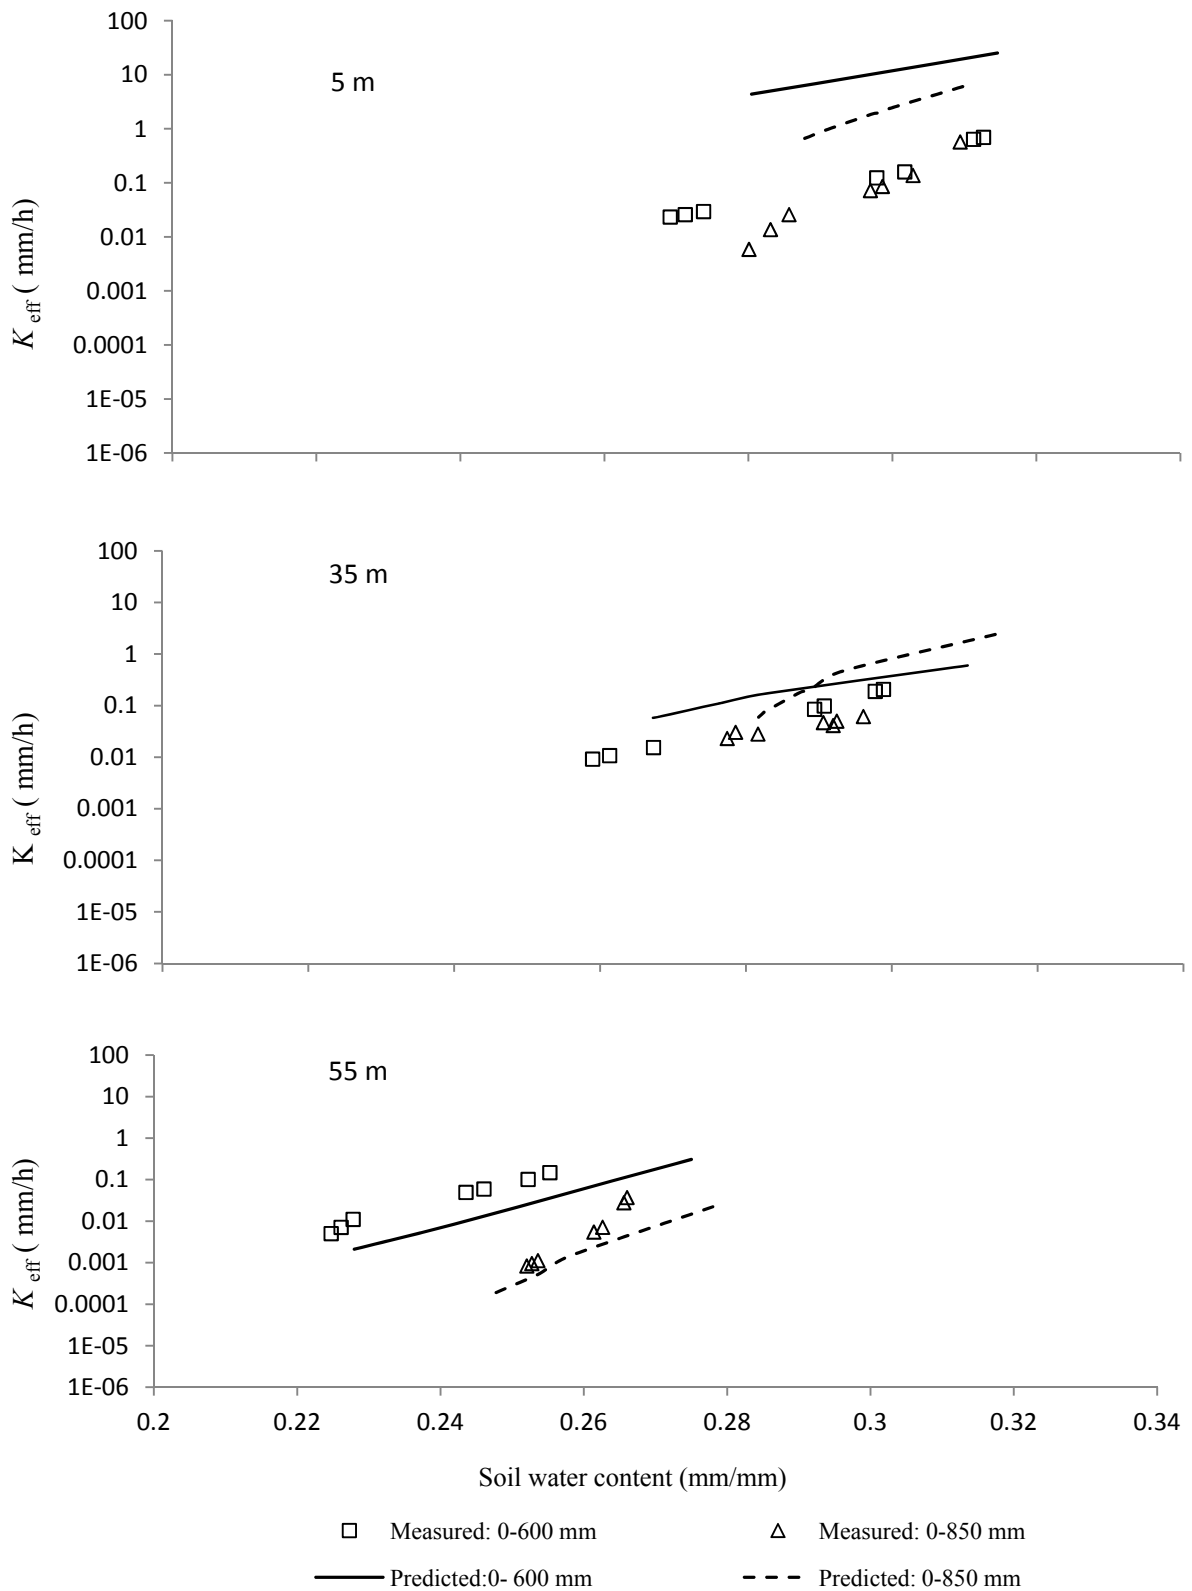 100
5 m
10
1
0.1
0.01
0.001
0.0001
1E-05
1E-06
K eff ( mm/h)
100
35 m
10
1
0.1
0.01
0.001
0.0001
1E-05
1E-06
K eff ( mm/h)
100
55 m
10
1
0.1
0.01
0.001
0.0001
1E-05
1E-06
K eff ( mm/h)
0.2 0.22 0.24 0.26 0.28 0.3 0.32 0.34
Soil water content (mm/mm)
Measured: 0-600 mm Measured: 0-850 mm
Predicted:0- 600 mm Predicted: 0-850 mm